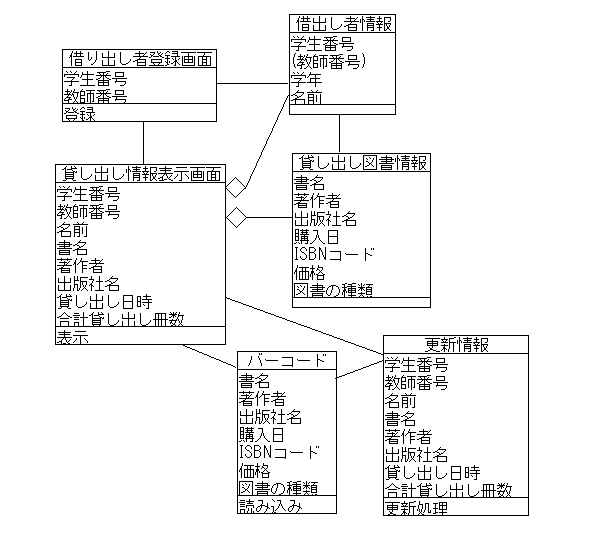 借出し者情報
学生番号
(教師番号)
学年
名前
借り出し者登録画面
学生番号
教師番号
登録
貸し出し情報表示画面
学生番号
教師番号
名前
書名
著作者
出版社名
貸し出し日時
合計貸し出し冊数
表示
貸し出し図書情報
書名
著作者
出版社名
購入日
ISBNコード
価格
図書の種類
バーコード
書名
著作者
出版社名
購入日
ISBNコード
価格
図書の種類
読み込み
更新情報
学生番号
教師番号
名前
書名
著作者
出版社名
貸し出し日時
合計貸し出し冊数
更新処理